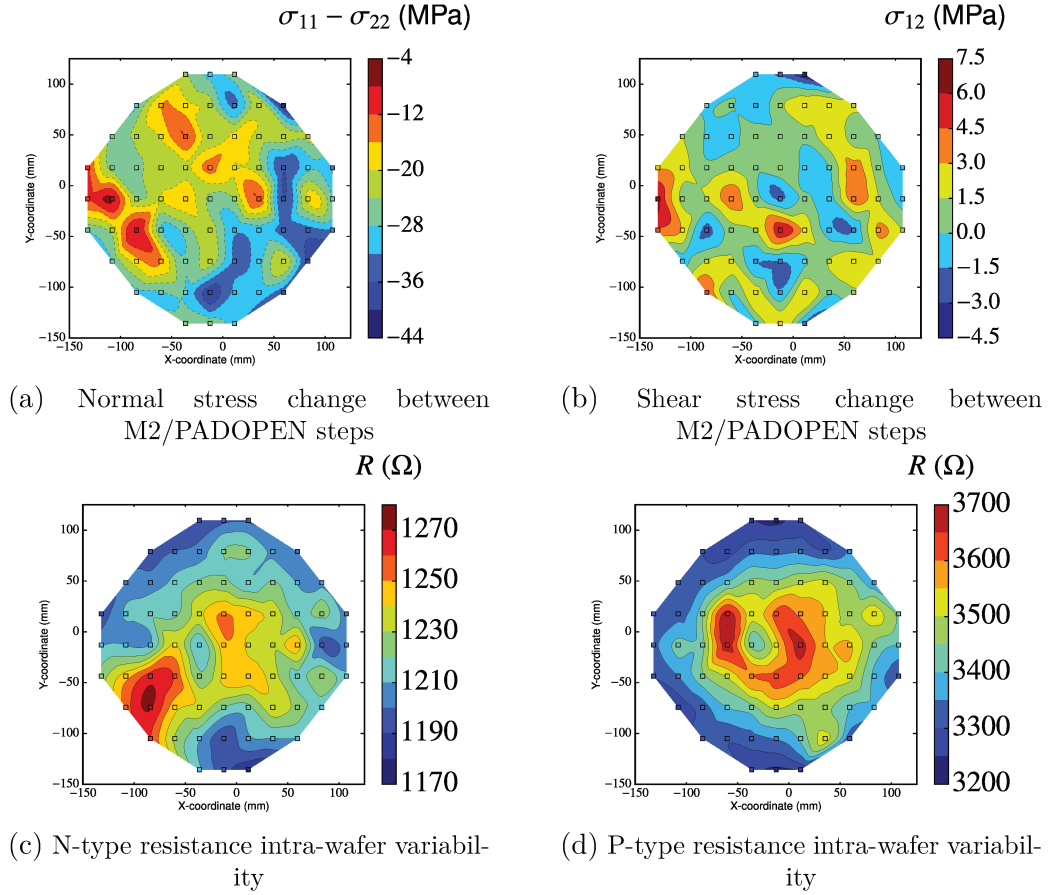 σ11 − σ22 (MPa)
σ12 (MPa)
−4
−12
−20
−28
−36
−44
7.5
6.0
4.5
3.0
1.5
0.0
−1.5
−3.0
−4.5
100
50
0
−50
−100
−150
Y-coordinate (mm)
−150 −100 −50 0 50 100
X-coordinate (mm)
100
50
0
−50
−100
−150
Y-coordinate (mm)
−150 −100 −50 0 50 100
X-coordinate (mm)
(a) Normal stress change between
M2/PADOPEN steps
(b) Shear stress change between
M2/PADOPEN steps
R (Ω)
R (Ω)
1270
1250
1230
1210
1190
1170
3700
3600
3500
3400
3300
3200
100
50
0
−50
−100
−150
Y-coordinate (mm)
−150 −100 −50 0 50 100
X-coordinate (mm)
100
50
0
−50
−100
−150
Y-coordinate (mm)
−150 −100 −50 0 50 100
X-coordinate (mm)
(c) N-type resistance intra-wafer variabil-
ity
(d) P-type resistance intra-wafer variabil-
ity